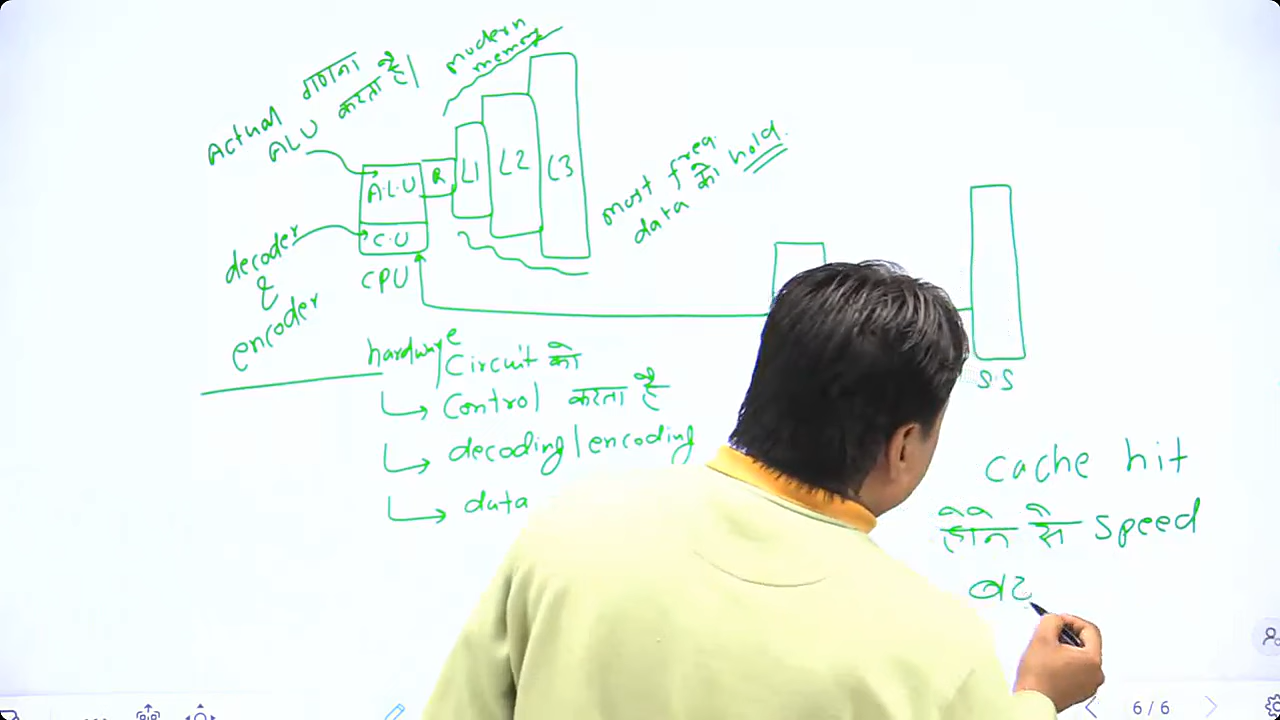 modern
memory
Actual गणना
ALU करता है।
A.L.U R L1 L2 L3
C.U
CPU
decoder
&
encoder
most freq.
data को hold.
hardware/Circuit को
control करता है
decoding/encoding
data
S.S
cache hit
होने से speed
बढ
6/6